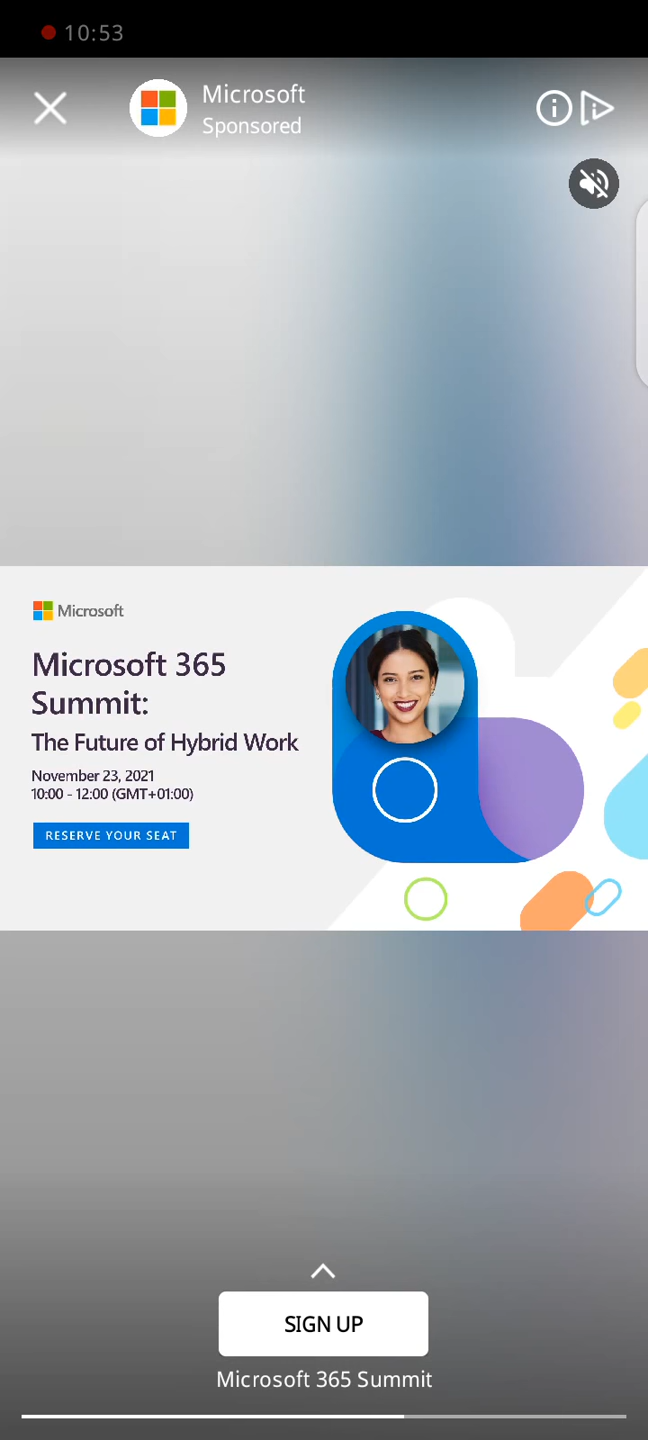 10:53
Microsoft
Sponsored
Microsoft
Microsoft 365
Summit:
The Future of Hybrid Work
November 23, 2021
10:00 - 12:00 (GMT+01:00)
RESERVE YOUR SEAT
SIGN UP
Microsoft 365 Summit